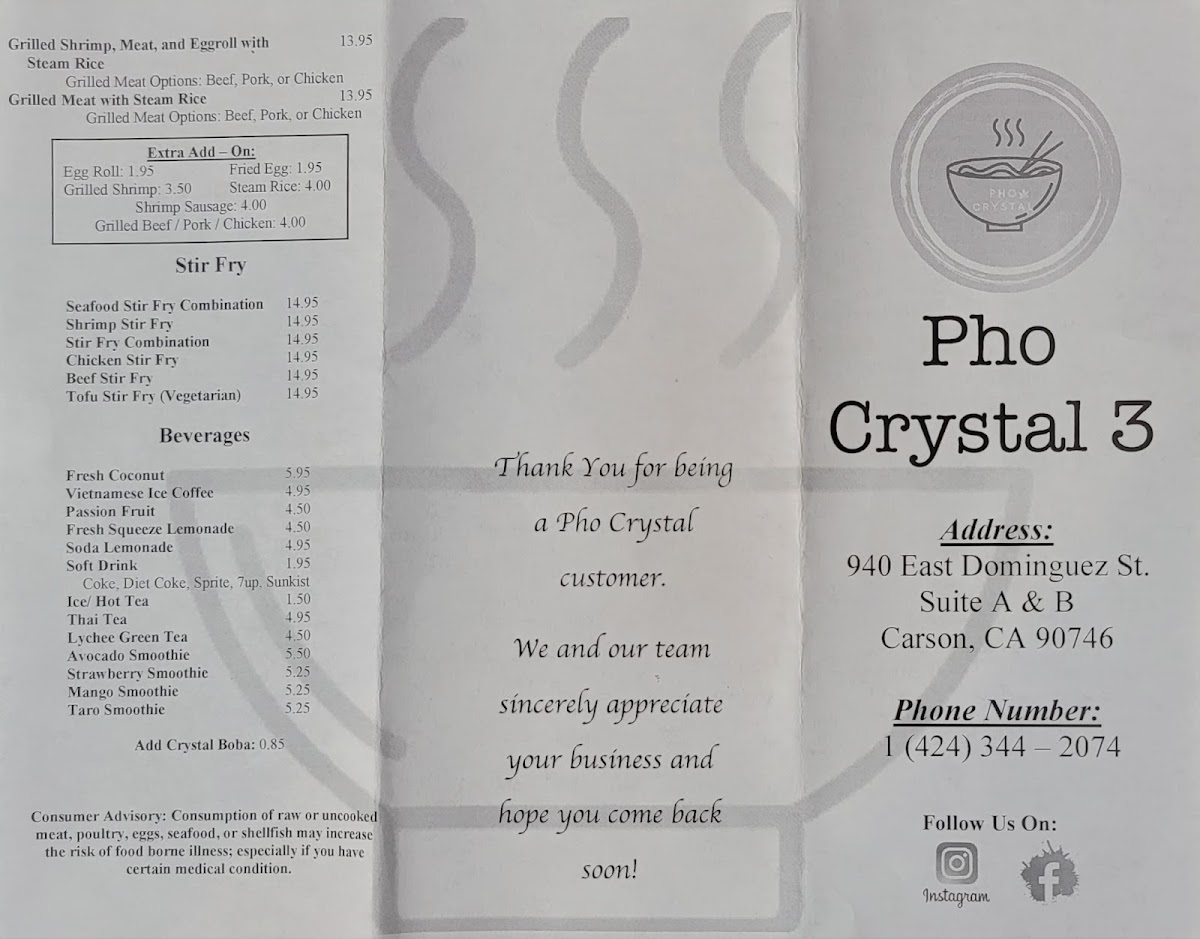 Grilled Shrimp, Meat, and Eggroll with 13.95
Steam Rice
Grilled Meat Options: Beef, Pork, or Chicken
Grilled Meat with Steam Rice 13.95
Grilled Meat Options: Beef, Pork, or Chicken
Extra Add – On:
Egg Roll: 1.95 Fried Egg: 1.95
Grilled Shrimp: 3.50 Steam Rice: 4.00
Shrimp Sausage: 4.00
Grilled Beef / Pork / Chicken: 4.00
Stir Fry
Seafood Stir Fry Combination 14.95
Shrimp Stir Fry 14.95
Stir Fry Combination 14.95
Chicken Stir Fry 14.95
Beef Stir Fry 14.95
Tofu Stir Fry (Vegetarian) 14.95
Beverages
Fresh Coconut 5.95
Vietnamese Ice Coffee 4.95
Passion Fruit 4.50
Fresh Squeeze Lemonade 4.50
Soda Lemonade 4.95
Soft Drink 1.95
Coke, Diet Coke, Sprite, 7up, Sunkist
Ice/ Hot Tea 1.50
Thai Tea 4.95
Lychee Green Tea 4.50
Avocado Smoothie 5.50
Strawberry Smoothie 5.25
Mango Smoothie 5.25
Taro Smoothie 5.25
Add Crystal Boba: 0.85
Consumer Advisory: Consumption of raw or uncooked
meat, poultry, eggs, seafood, or shellfish may increase
the risk of food borne illness; especially if you have
certain medical condition.
Thank You for being
a Pho Crystal
customer.
We and our team
sincerely appreciate
your business and
hope you come back
soon!
PHO
CRYSTAL
Pho
Crystal 3
Address:
940 East Dominguez St.
Suite A & B
Carson, CA 90746
Phone Number:
1 (424) 344 – 2074
Follow Us On:
Instagram